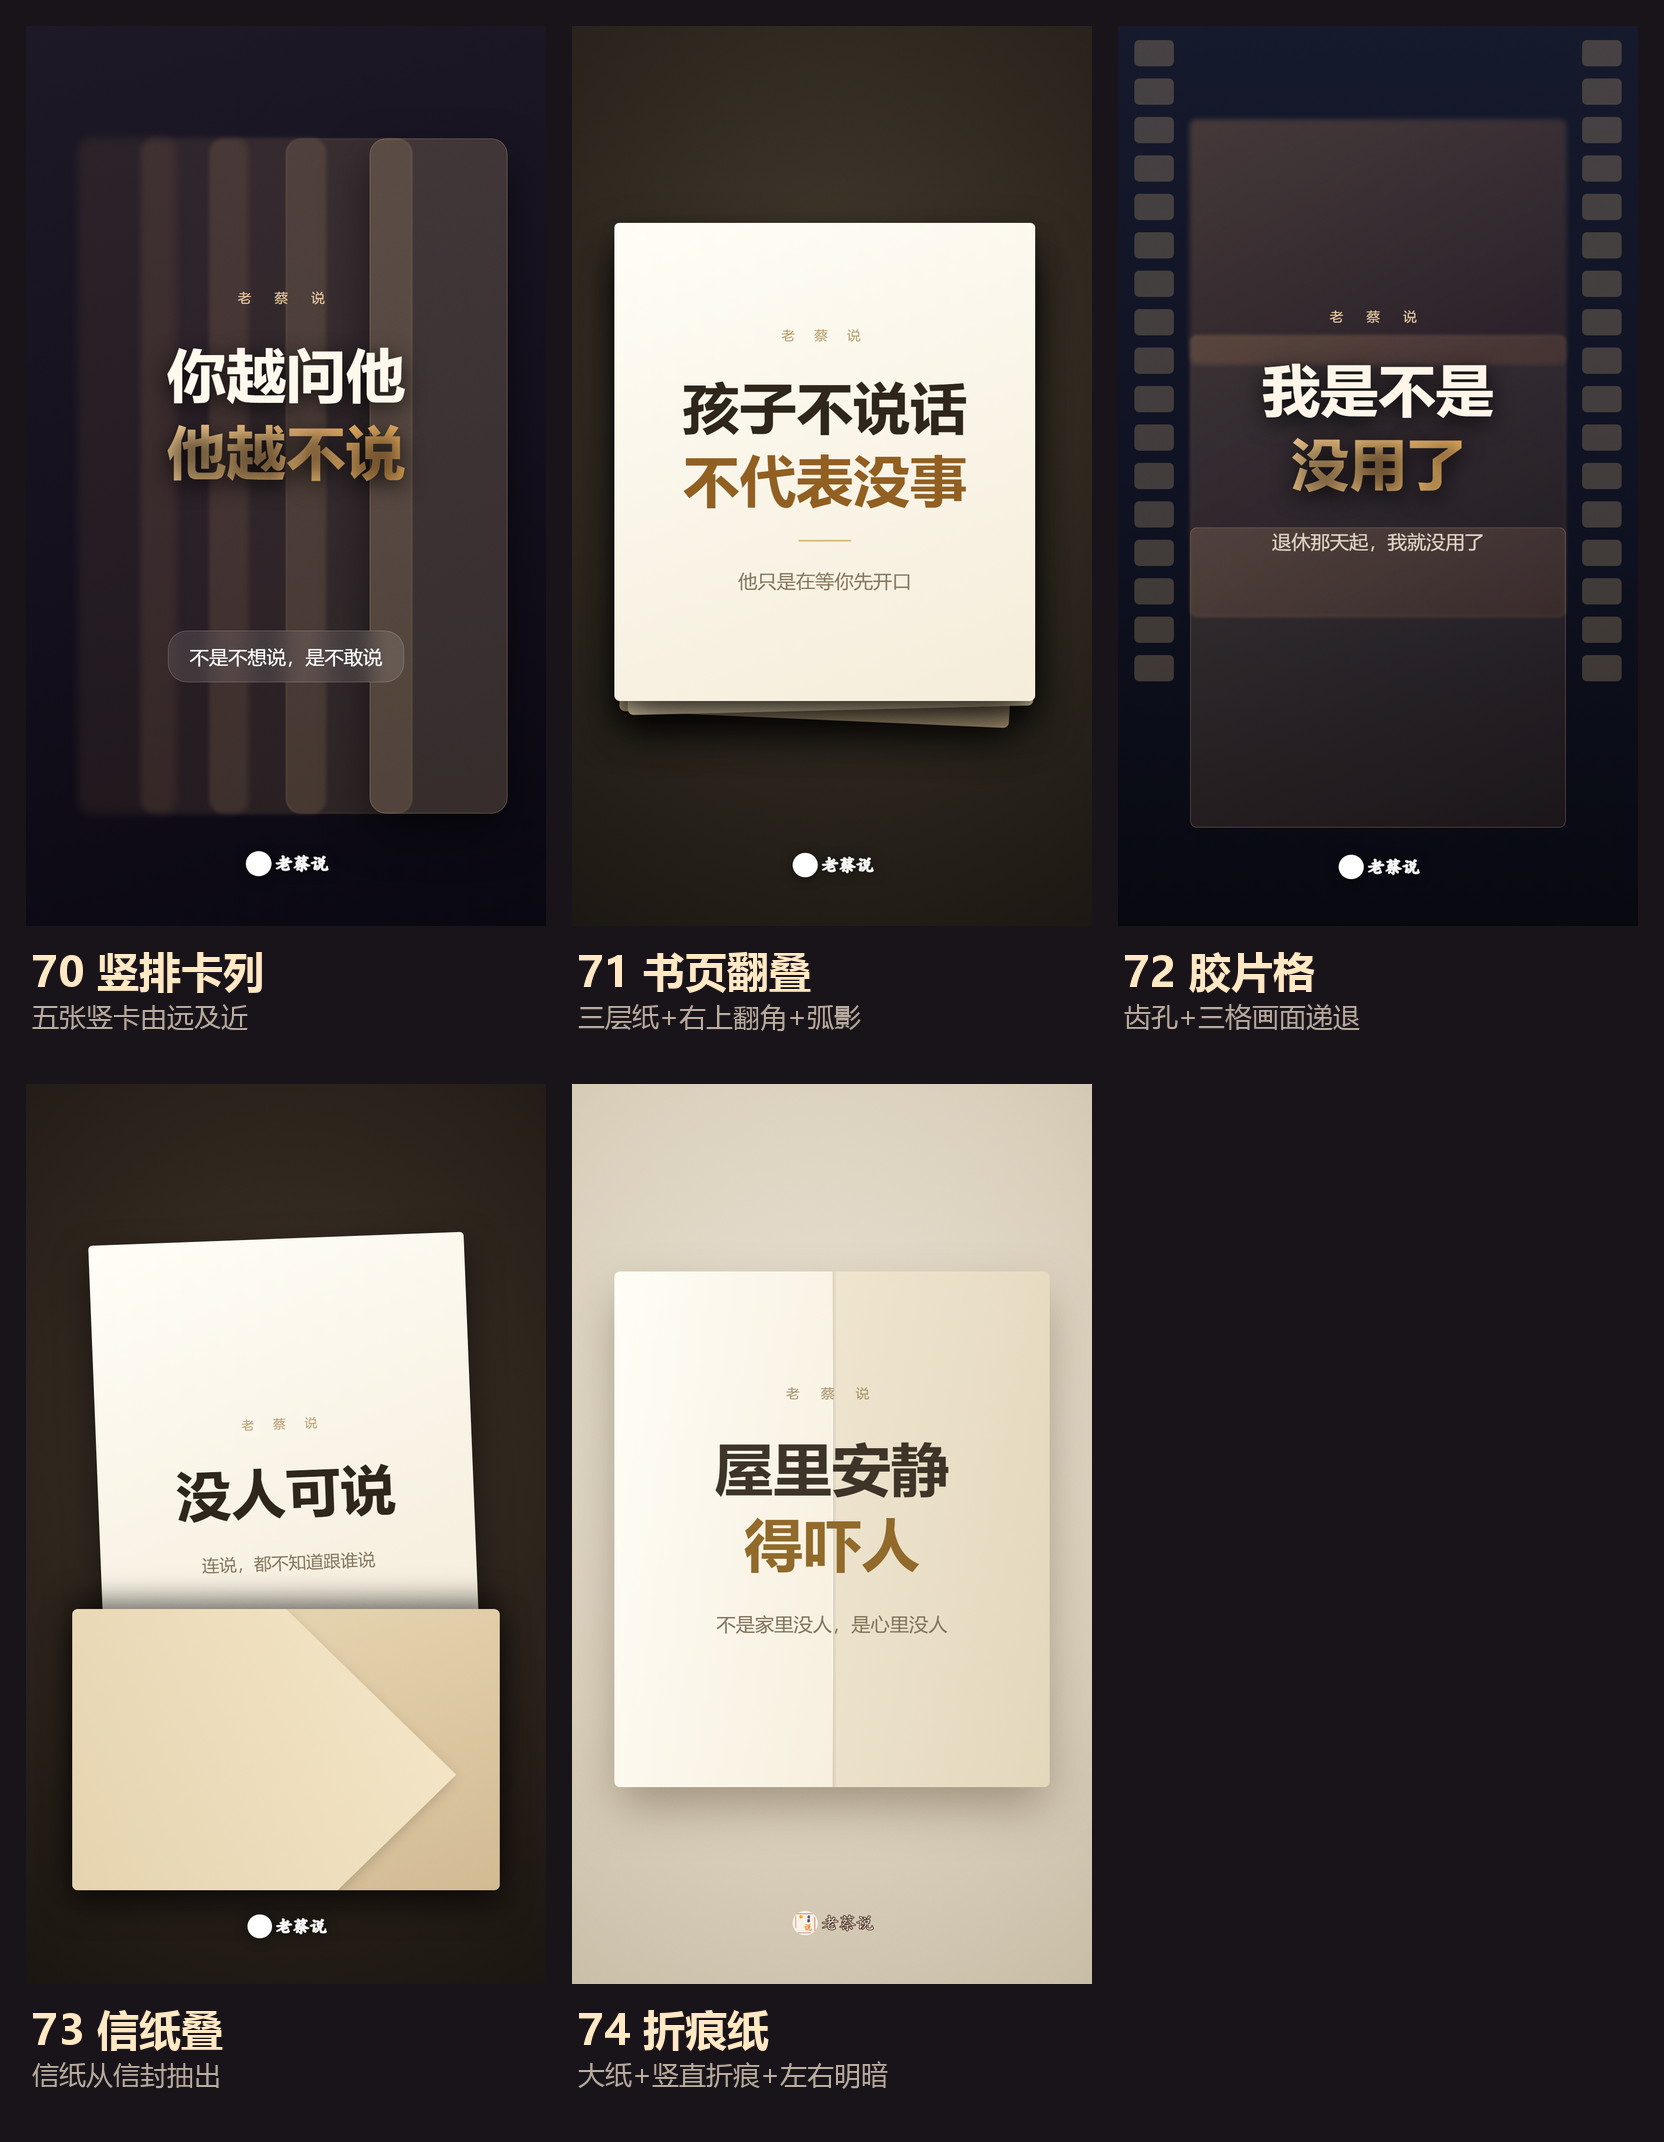 老 蔡 说
你越问他
他越不说
不是不想说，是不敢说
老蔡说
70 竖排卡列
五张竖卡由远及近
老 蔡 说
孩子不说话
不代表没事
他只是在等你先开口
老蔡说
71 书页翻叠
三层纸+右上翻角+弧影
老 蔡 说
我是不是
没用了
退休那天起，我就没用了
老蔡说
72 胶片格
齿孔+三格画面递退
老 蔡 说
没人可说
连说，都不知道跟谁说
老蔡说
73 信纸叠
信纸从信封抽出
老 蔡 说
屋里安静
得吓人
不是家里没人，是心里没人
老蔡说
74 折痕纸
大纸+竖直折痕+左右明暗